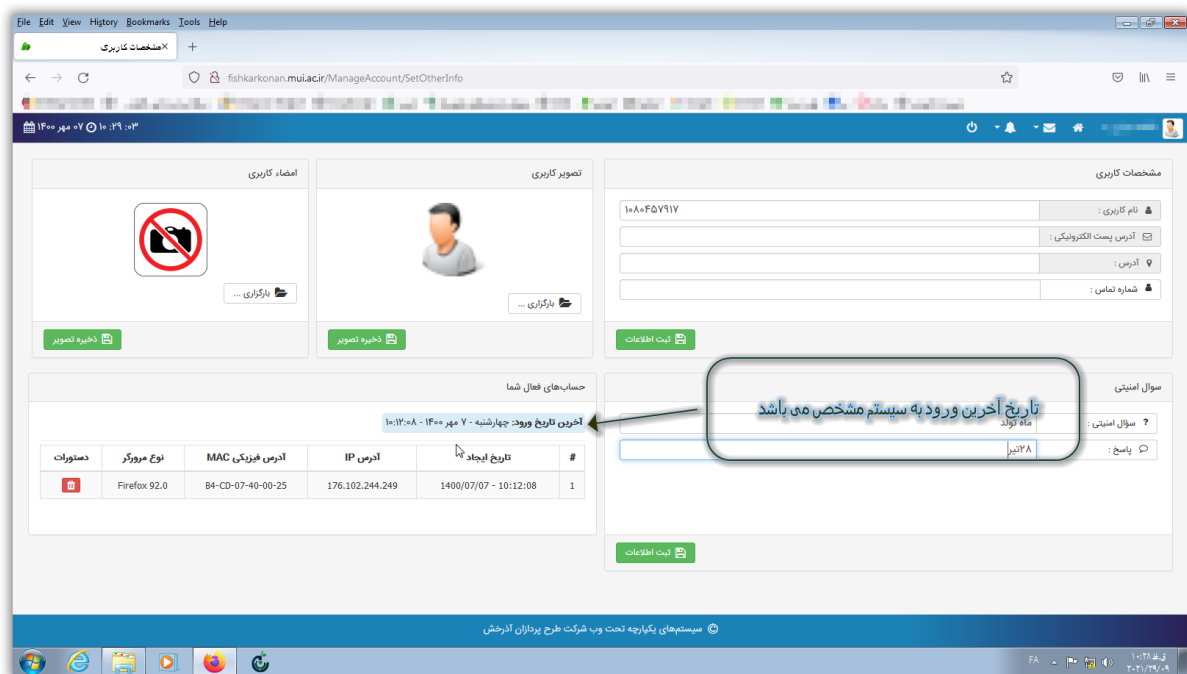 File Edit View History Bookmarks Tools Help
مشخصات کاربری
fishkarkonan.mui.ac.ir/ManageAccount/SetOtherInfo
۱۰ :۲۹ :۰۳ ۰۷ مهر ۱۴۰۰
مشخصات کاربری
نام کاربری :
۱۰۸۰۴۵۷۹۱۷
آدرس پست الکترونیکی :
آدرس :
شماره تماس :
ثبت اطلاعات
تصویر کاربری
بارگزاری ...
ذخیره تصویر
امضاء کاربری
بارگزاری ...
ذخیره تصویر
سوال امنیتی
سؤال امنیتی :
ماه تولد
پاسخ :
۲۸تیر
ثبت اطلاعات
تاریخ آخرین ورود به سیستم مشخص می باشد
حساب‌های فعال شما
آخرین تاریخ ورود: چهارشنبه - ۷ مهر ۱۴۰۰ - ۱۰:۱۲:۰۸
# تاریخ ایجاد آدرس IP آدرس فیزیکی MAC نوع مرورگر دستورات
1 1400/07/07 - 10:12:08 176.102.244.249 B4-CD-07-40-00-25 Firefox 92.0
© سیستم‌های یکپارچه تحت وب شرکت طرح پردازان آذرخش
FA
۱۰:۲۸ ق.ظ
۲۰۲۱/۲۹/۰۹